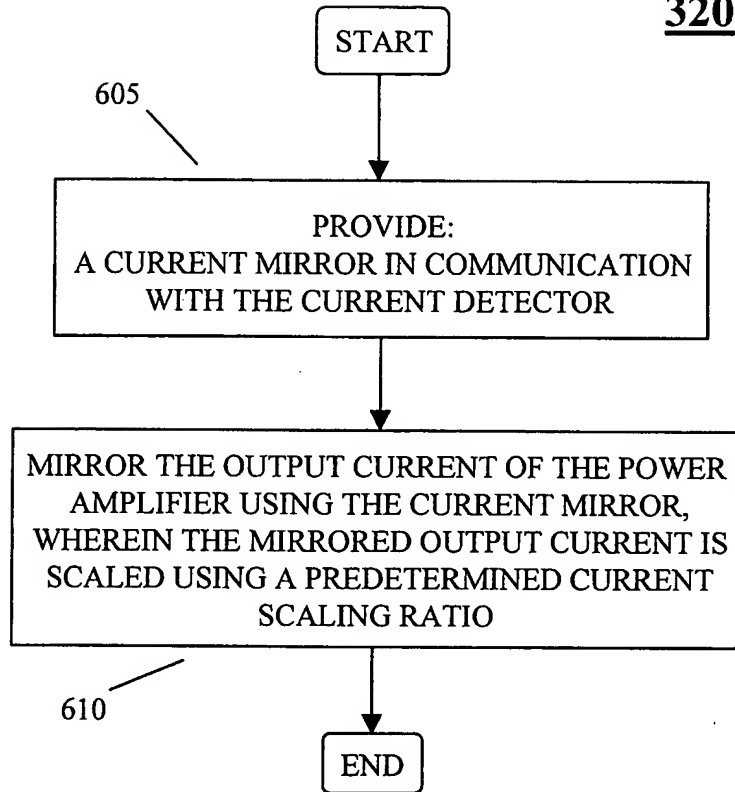 320
START
605
PROVIDE:
A CURRENT MIRROR IN COMMUNICATION
WITH THE CURRENT DETECTOR
MIRROR THE OUTPUT CURRENT OF THE POWER
AMPLIFIER USING THE CURRENT MIRROR,
WHEREIN THE MIRRORED OUTPUT CURRENT IS
SCALED USING A PREDETERMINED CURRENT
SCALING RATIO
610
END